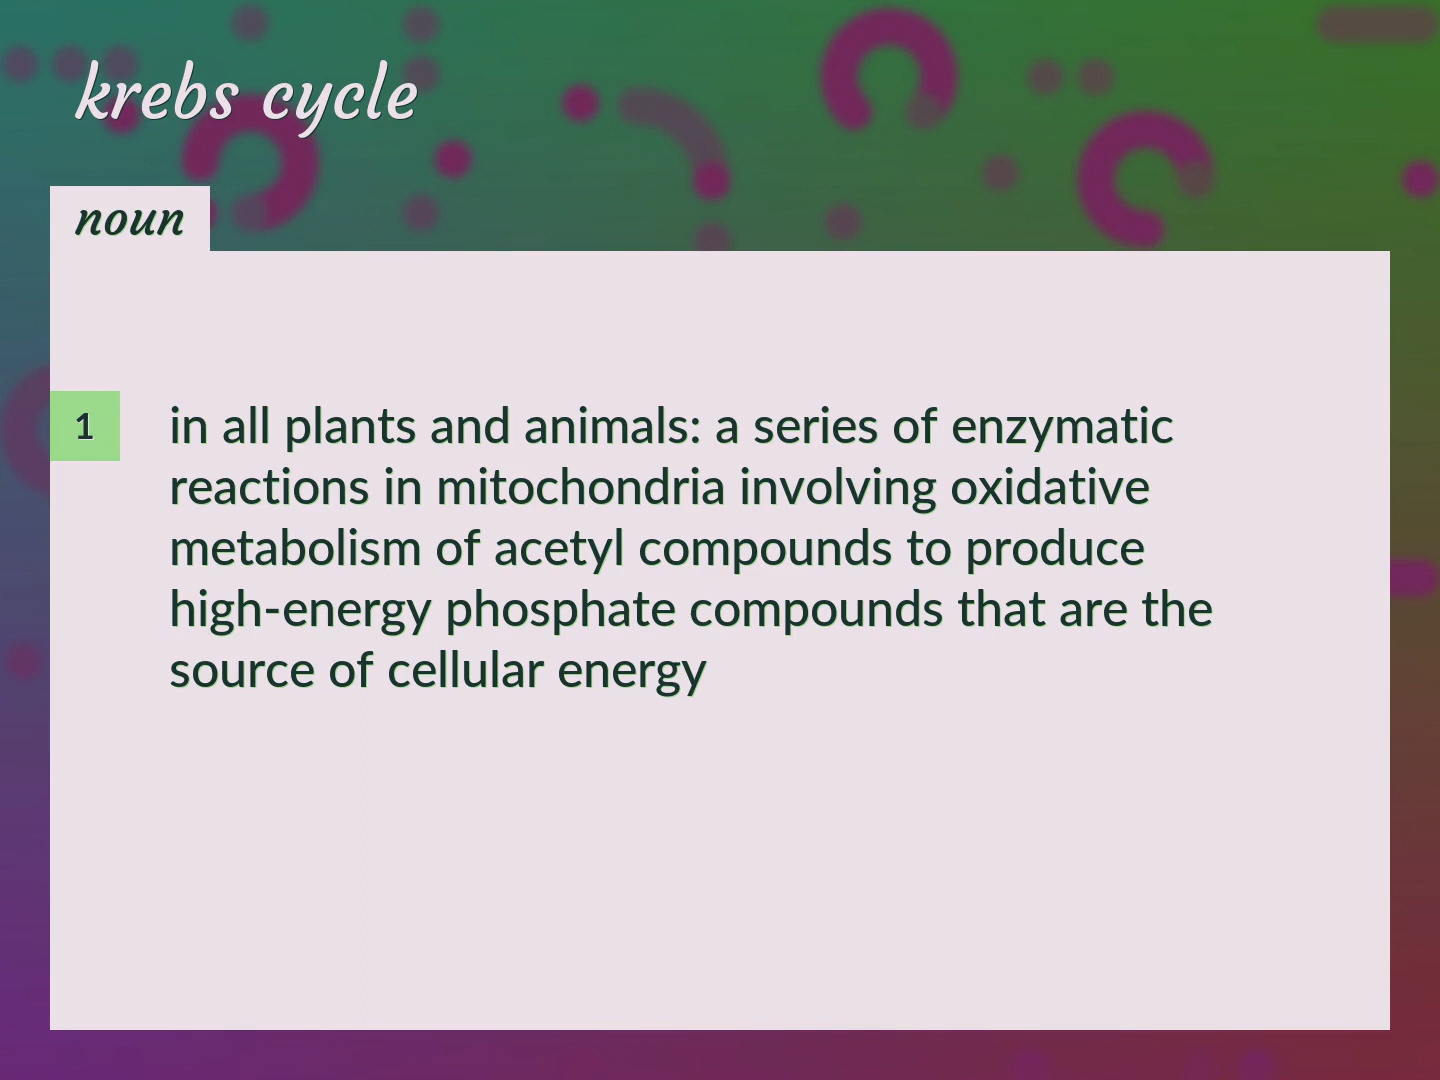 krebs cycle
noun
1
in all plants and animals: a series of enzymatic
reactions in mitochondria involving oxidative
metabolism of acetyl compounds to produce
high-energy phosphate compounds that are the
source of cellular energy